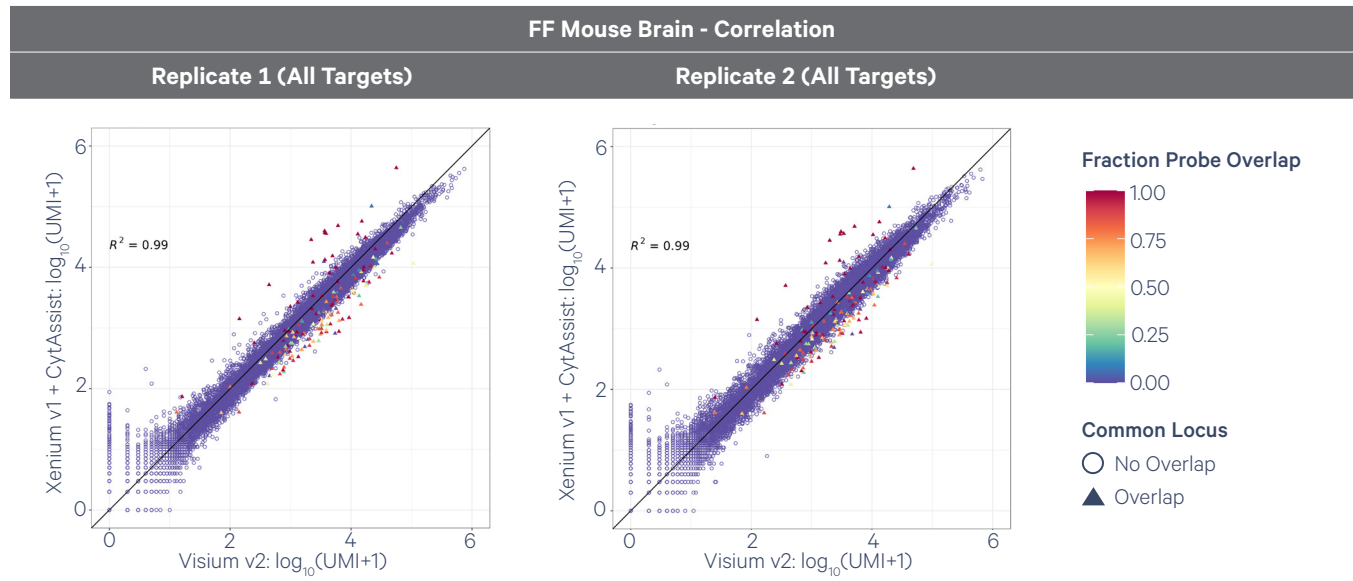 FF Mouse Brain - Correlation
Replicate 1 (All Targets)
Replicate 2 (All Targets)
Xenium v1 + CytAssist: log₁₀(UMI+1)
6
4
2
0
R² = 0.99
0 2 4 6
Visium v2: log₁₀(UMI+1)
Xenium v1 + CytAssist: log₁₀(UMI+1)
6
4
2
0
R² = 0.99
0 2 4 6
Visium v2: log₁₀(UMI+1)
Fraction Probe Overlap
1.00
0.75
0.50
0.25
0.00
Common Locus
No Overlap
Overlap